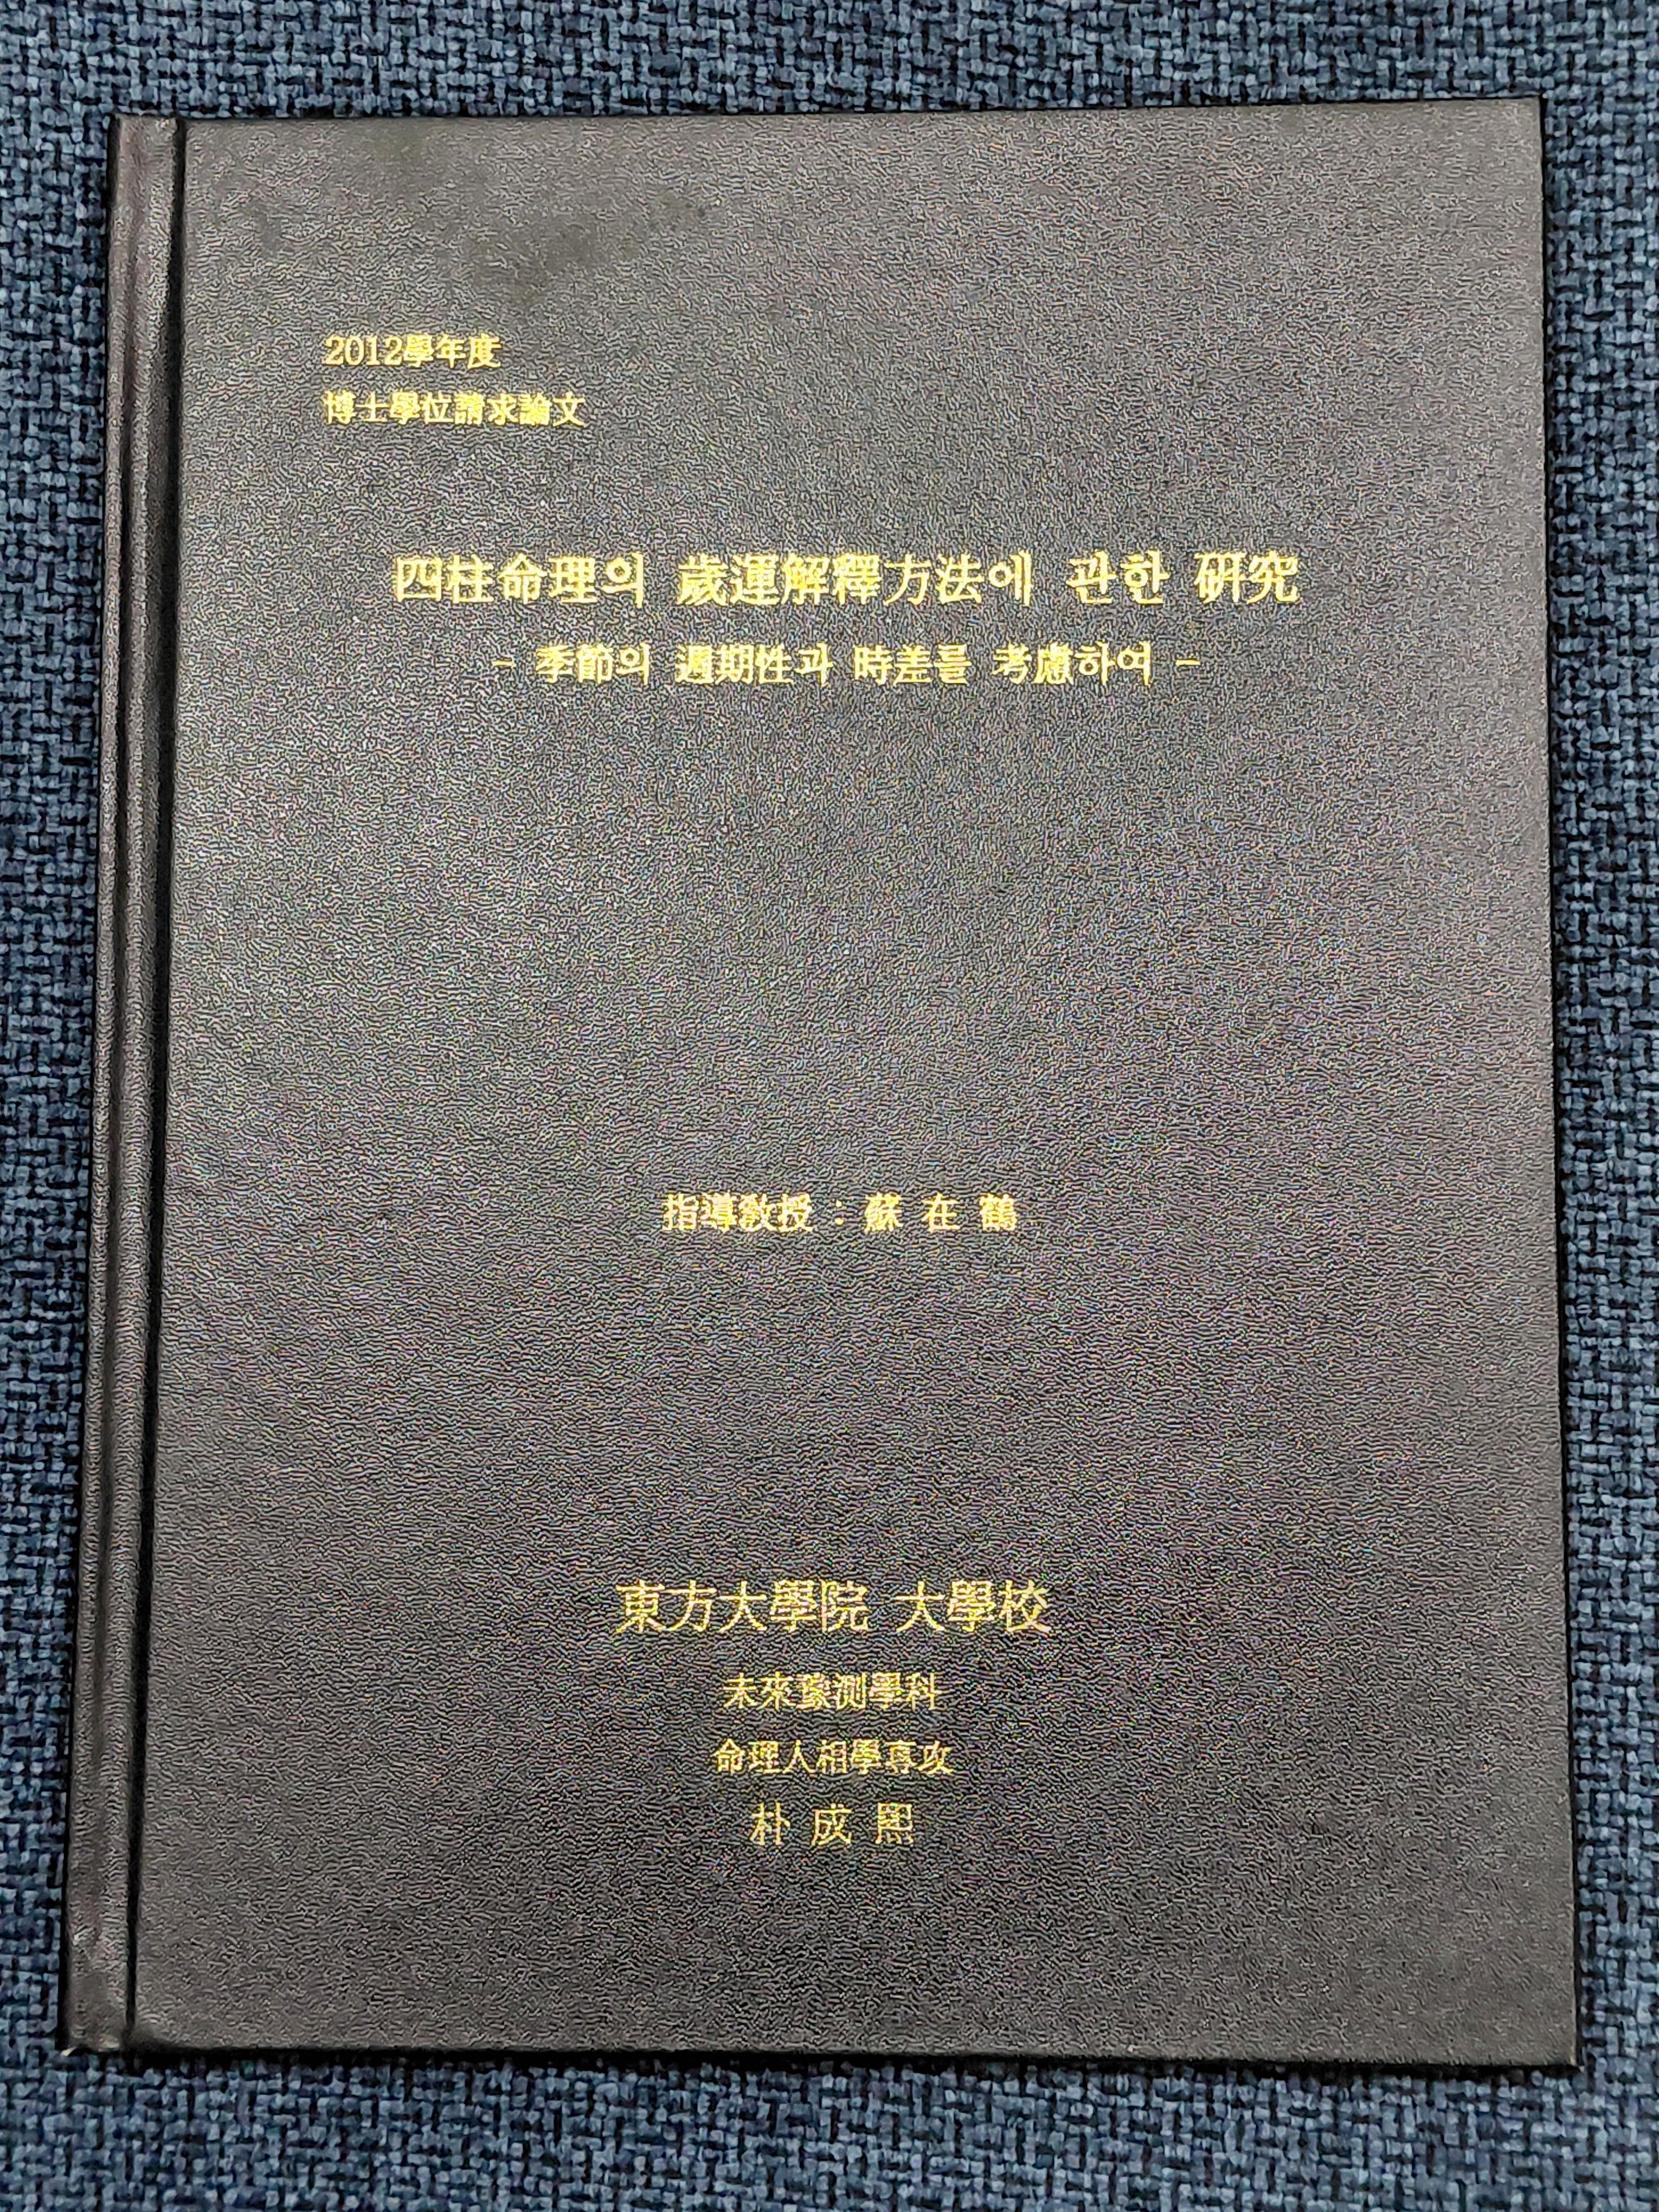 2012學年度
博士學位請求論文
四柱命理의 歲運解釋方法에 관한 硏究
- 季節의 週期性과 時差를 考慮하여 -
指導敎授 : 蘇 在 鶴
東方大學院 大學校
未來豫測學科
命理人相學專攻
朴 成 熙